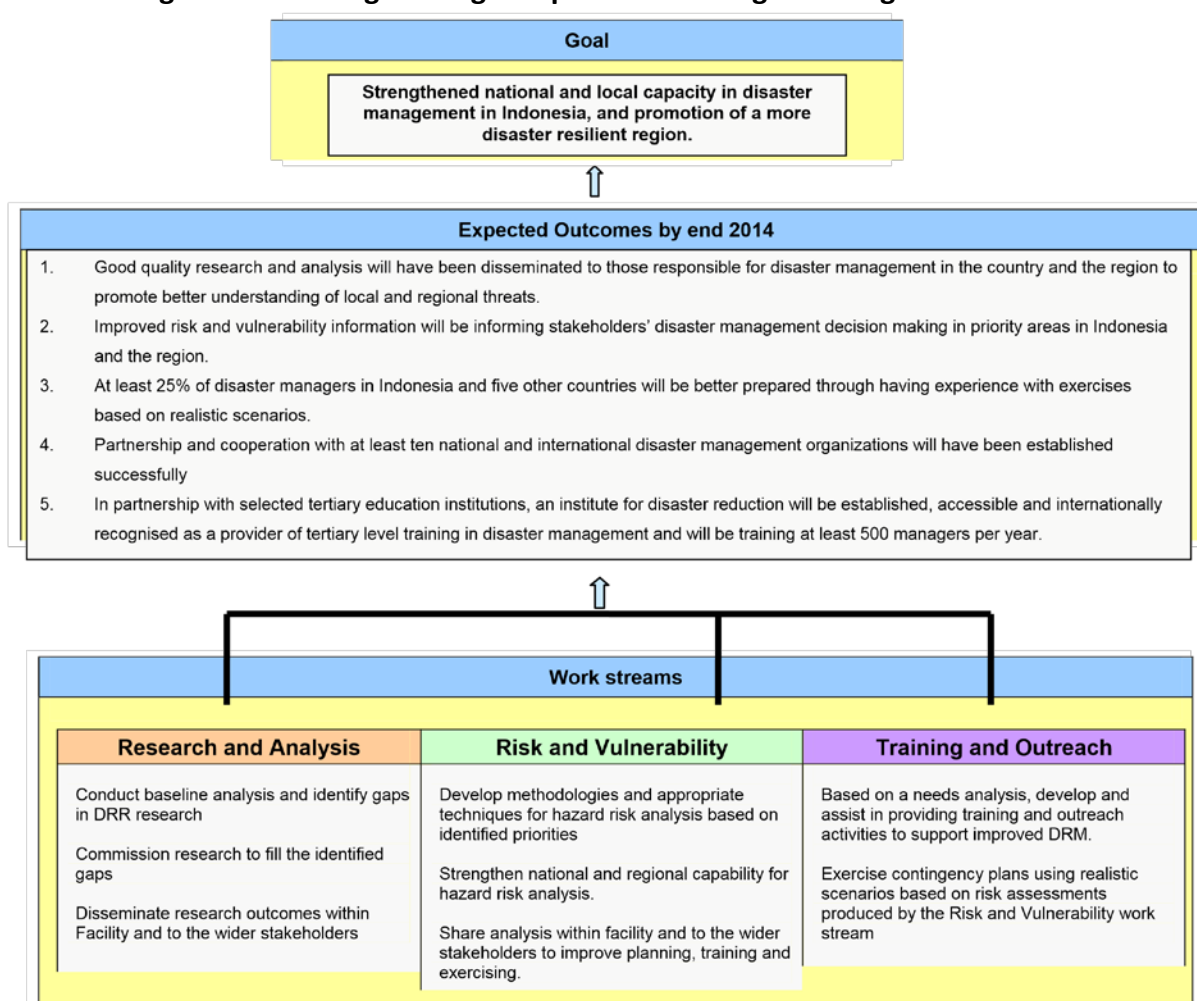 Goal
Strengthened national and local capacity in disaster
management in Indonesia, and promotion of a more
disaster resilient region.
Expected Outcomes by end 2014
1. Good quality research and analysis will have been disseminated to those responsible for disaster management in the country and the region to
promote better understanding of local and regional threats.
2. Improved risk and vulnerability information will be informing stakeholders' disaster management decision making in priority areas in Indonesia
and the region.
3. At least 25% of disaster managers in Indonesia and five other countries will be better prepared through having experience with exercises
based on realistic scenarios.
4. Partnership and cooperation with at least ten national and international disaster management organizations will have been established
successfully
5. In partnership with selected tertiary education institutions, an institute for disaster reduction will be established, accessible and internationally
recognised as a provider of tertiary level training in disaster management and will be training at least 500 managers per year.
Work streams
Research and Analysis
Conduct baseline analysis and identify gaps
in DRR research
Commission research to fill the identified
gaps
Disseminate research outcomes within
Facility and to the wider stakeholders
Risk and Vulnerability
Develop methodologies and appropriate
techniques for hazard risk analysis based on
identified priorities
Strengthen national and regional capability for
hazard risk analysis.
Share analysis within facility and to the wider
stakeholders to improve planning, training and
exercising.
Training and Outreach
Based on a needs analysis, develop and
assist in providing training and outreach
activities to support improved DRM.
Exercise contingency plans using realistic
scenarios based on risk assessments
produced by the Risk and Vulnerability work
stream